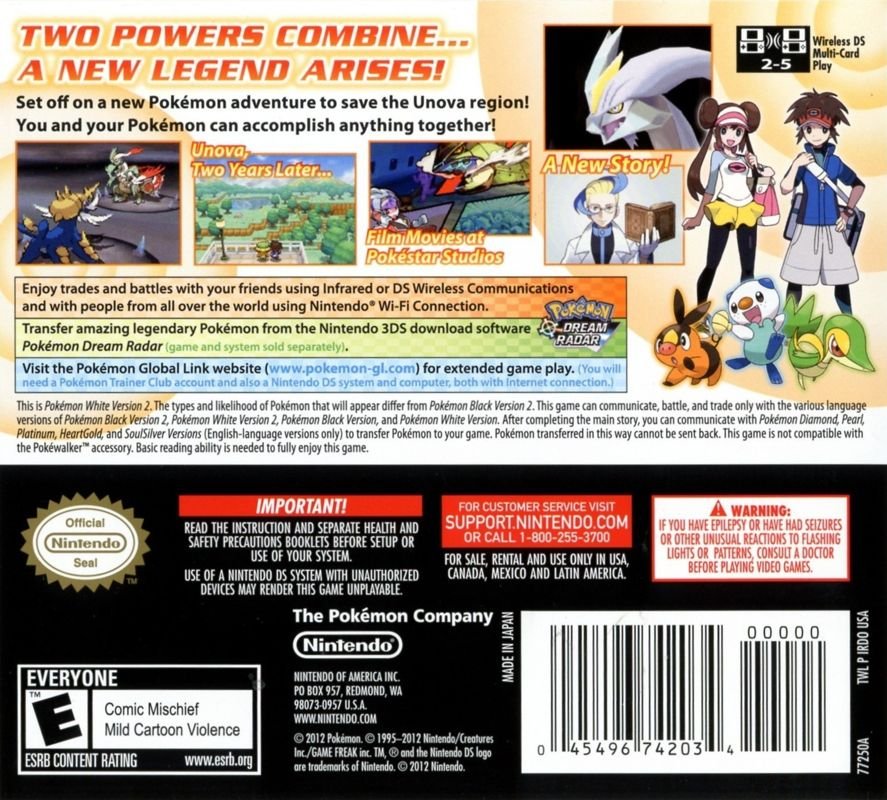 TWO POWERS COMBINE...
A NEW LEGEND ARISES!
Set off on a new Pokémon adventure to save the Unova region!
You and your Pokémon can accomplish anything together!
2-5
Wireless DS
Multi-Card
Play
Unova,
Two Years Later...
Film Movies at
Pokéstar Studios
A New Story!
Enjoy trades and battles with your friends using Infrared or DS Wireless Communications
and with people from all over the world using Nintendo® Wi-Fi Connection.
Transfer amazing legendary Pokémon from the Nintendo 3DS download software
Pokémon Dream Radar (game and system sold separately).
POKéMON
DREAM
RADAR
Visit the Pokémon Global Link website (www.pokemon-gl.com) for extended game play. (You will
need a Pokémon Trainer Club account and also a Nintendo DS system and computer, both with Internet connection.)
This is Pokémon White Version 2. The types and likelihood of Pokémon that will appear differ from Pokémon Black Version 2. This game can communicate, battle, and trade only with the various language
versions of Pokémon Black Version 2, Pokémon White Version 2, Pokémon Black Version, and Pokémon White Version. After completing the main story, you can communicate with Pokémon Diamond, Pearl,
Platinum, HeartGold, and SoulSilver Versions (English-language versions only) to transfer Pokémon to your game. Pokémon transferred in this way cannot be sent back. This game is not compatible with
the Pokéwalker™ accessory. Basic reading ability is needed to fully enjoy this game.
Official
Nintendo
Seal
TM
IMPORTANT!
READ THE INSTRUCTION AND SEPARATE HEALTH AND
SAFETY PRECAUTIONS BOOKLETS BEFORE SETUP OR
USE OF YOUR SYSTEM.
USE OF A NINTENDO DS SYSTEM WITH UNAUTHORIZED
DEVICES MAY RENDER THIS GAME UNPLAYABLE.
FOR CUSTOMER SERVICE VISIT
SUPPORT.NINTENDO.COM
OR CALL 1-800-255-3700
FOR SALE, RENTAL AND USE ONLY IN USA,
CANADA, MEXICO AND LATIN AMERICA.
WARNING:
IF YOU HAVE EPILEPSY OR HAVE HAD SEIZURES
OR OTHER UNUSUAL REACTIONS TO FLASHING
LIGHTS OR PATTERNS, CONSULT A DOCTOR
BEFORE PLAYING VIDEO GAMES.
The Pokémon Company
Nintendo®
NINTENDO OF AMERICA INC.
PO BOX 957, REDMOND, WA
98073-0957 U.S.A.
WWW.NINTENDO.COM
© 2012 Pokémon. © 1995–2012 Nintendo/Creatures
Inc./GAME FREAK inc. TM, ® and the Nintendo DS logo
are trademarks of Nintendo. © 2012 Nintendo.
EVERYONE
TM
E
Comic Mischief
Mild Cartoon Violence
ESRB CONTENT RATING www.esrb.org
MADE IN JAPAN
00000
0 45496 74203 4
TWL P IRDO USA
77250A